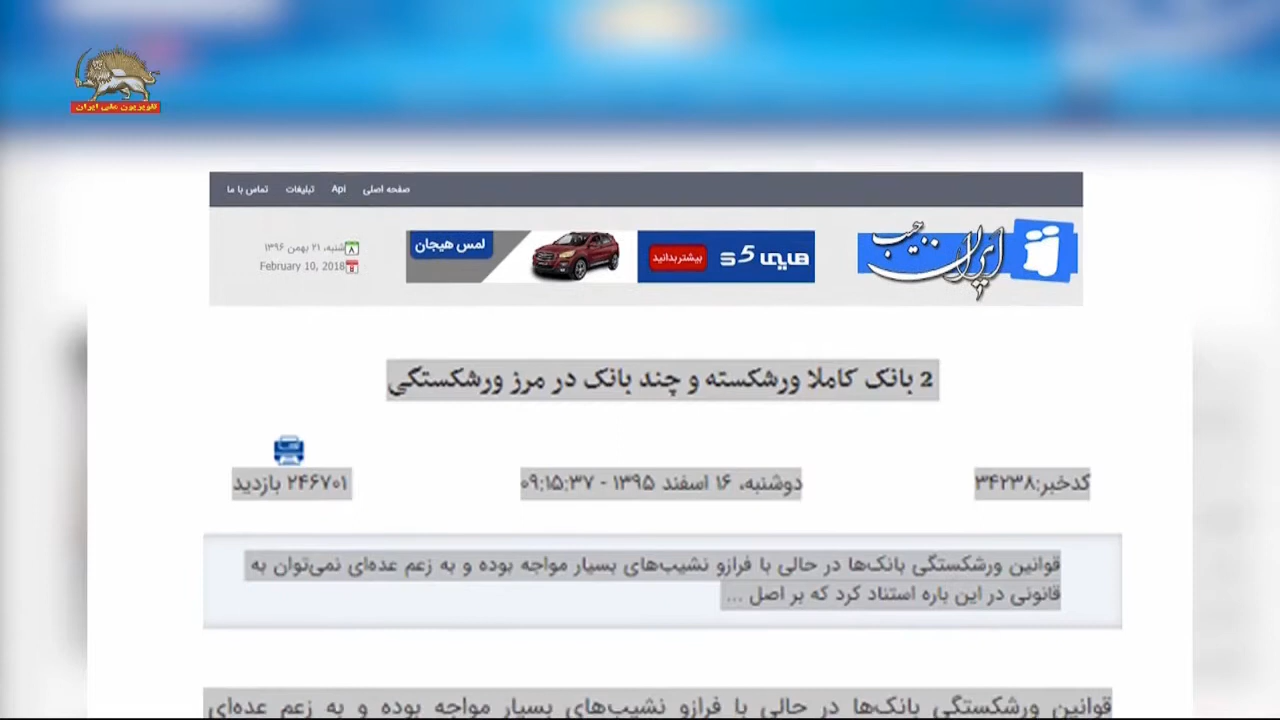 تلویزیون ملی ایران
صفحه اصلی Api تبلیغات تماس با ما
ایران جیب
هایما S5 بیشتر بدانید
لمس هیجان
شنبه، ۲۱ بهمن ۱۳۹۶
February 10, 2018
2 بانک کاملا ورشکسته و چند بانک در مرز ورشکستگی
کدخبر:۳۴۲۳۸ دوشنبه، ۱۶ اسفند ۱۳۹۵ - ۰۹:۱۵:۳۷ ۲۴۶۷۰۱ بازدید
قوانین ورشکستگی بانک‌ها در حالی با فرازو نشیب‌های بسیار مواجه بوده و به زعم عده‌ای نمی‌توان به
قانونی در این باره استناد کرد که بر اصل ...
قوانین ورشکستگی بانک‌ها در حالی با فرازو نشیب‌های بسیار مواجه بوده و به زعم عده‌ای